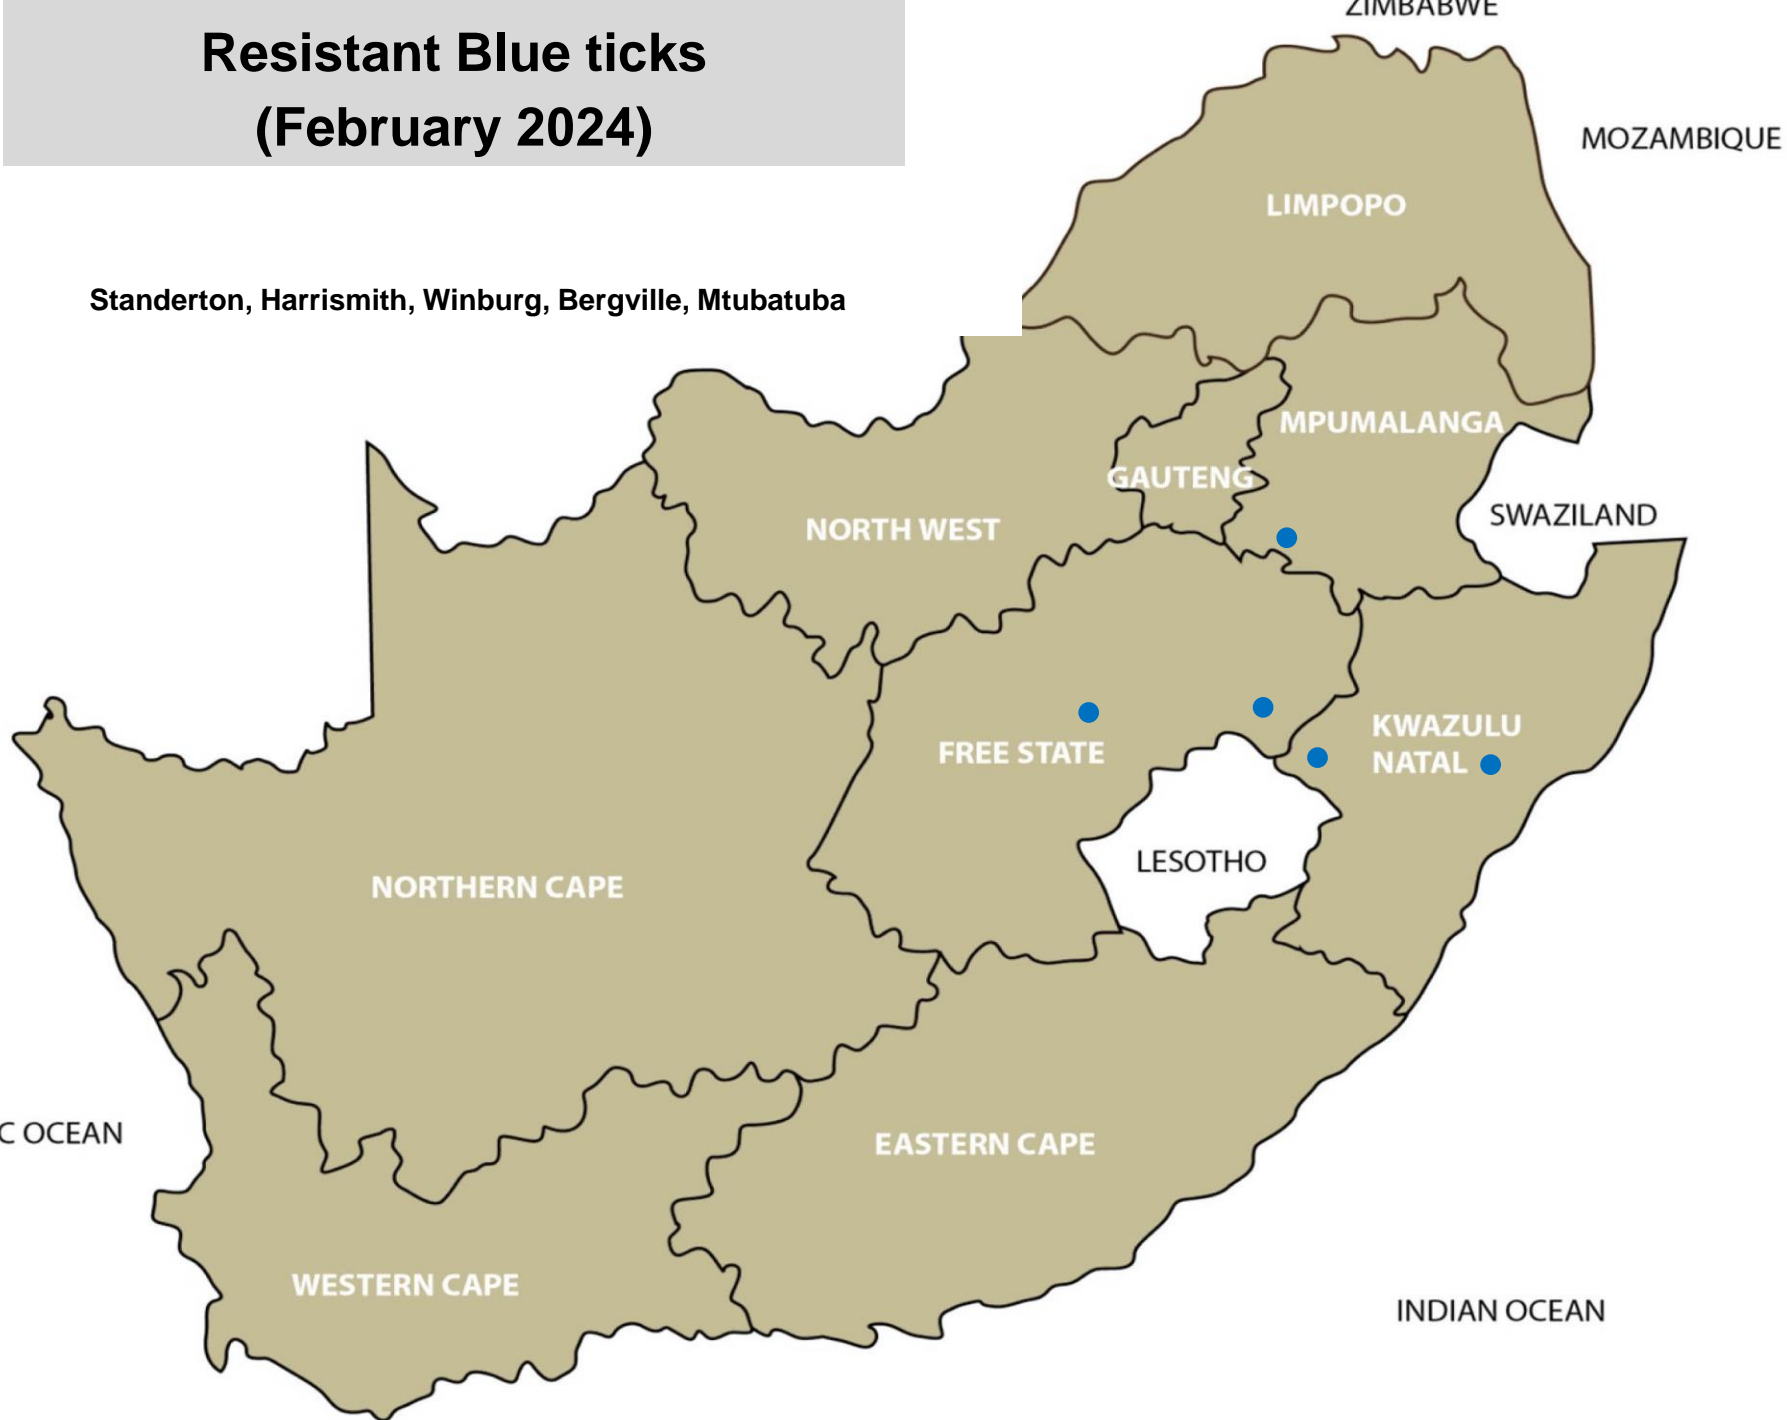 Resistant Blue ticks
(February 2024)
Standerton, Harrismith, Winburg, Bergville, Mtubatuba
ZIMBABWE
MOZAMBIQUE
LIMPOPO
MPUMALANGA
GAUTENG
SWAZILAND
NORTH WEST
KWAZULU
NATAL
FREE STATE
LESOTHO
NORTHERN CAPE
C OCEAN
EASTERN CAPE
WESTERN CAPE
INDIAN OCEAN